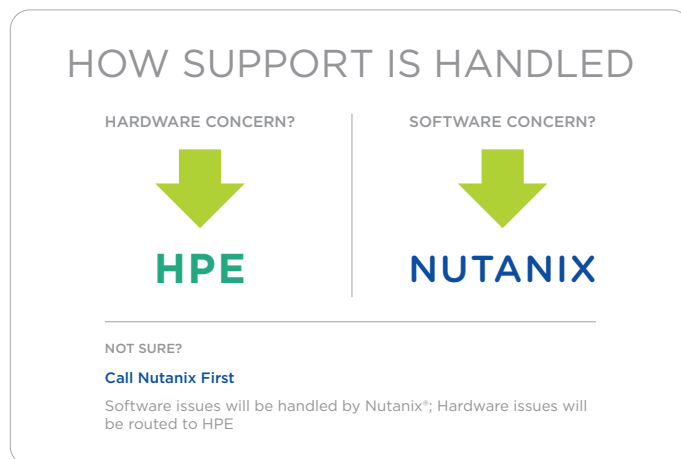 HOW SUPPORT IS HANDLED
HARDWARE CONCERN?
HPE
SOFTWARE CONCERN?
NUTANIX
NOT SURE?
Call Nutanix First
Software issues will be handled by Nutanix®; Hardware issues will
be routed to HPE